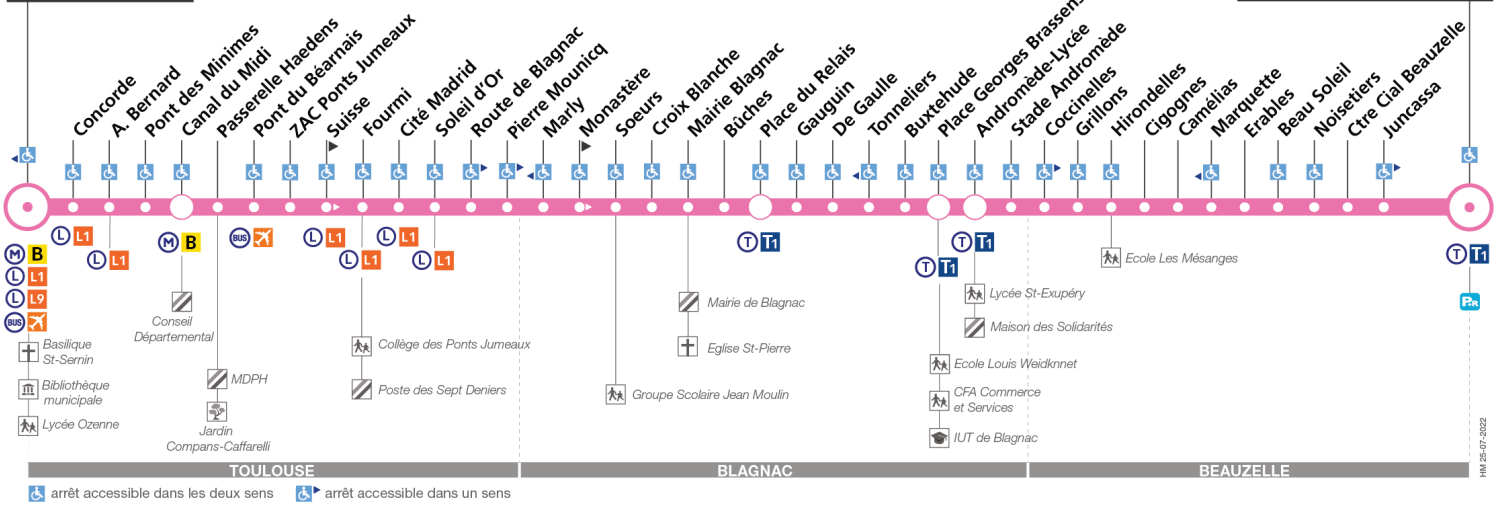 Concorde
A. Bernard
Pont des Minimes
Canal du Midi
Passerelle Haedens
Pont du Béarnais
ZAC Ponts Jumeaux
Suisse
Fourmi
Cité Madrid
Soleil d'Or
Route de Blagnac
Pierre Mounicq
Marly
Monastère
Soeurs
Croix Blanche
Mairie Blagnac
Bûches
Place du Relais
Gauguin
De Gaulle
Tonneliers
Buxtehude
Place Georges Brassens
Andromède-Lycée
Stade Andromède
Coccinelles
Grillons
Hirondelles
Cigognes
Camélias
Marquette
Erables
Beau Soleil
Noisetiers
Ctre Cial Beauzelle
Juncassa
M B
L L1
L L9
BUS
L L1
L L1
M B
BUS
L L1
L L1
L L1
L L1
T T1
T T1
T T1
T T1
P+R
Basilique
St-Sernin
Bibliothèque
municipale
Lycée Ozenne
Conseil
Départemental
MDPH
Jardin
Compans-Caffarelli
Collège des Ponts Jumeaux
Poste des Sept Deniers
Groupe Scolaire Jean Moulin
Mairie de Blagnac
Eglise St-Pierre
Lycée St-Exupéry
Maison des Solidarités
Ecole Louis Weidknnet
CFA Commerce
et Services
IUT de Blagnac
Ecole Les Mésanges
HM 25-07-2022
TOULOUSE
BLAGNAC
BEAUZELLE
arrêt accessible dans les deux sens
arrêt accessible dans un sens